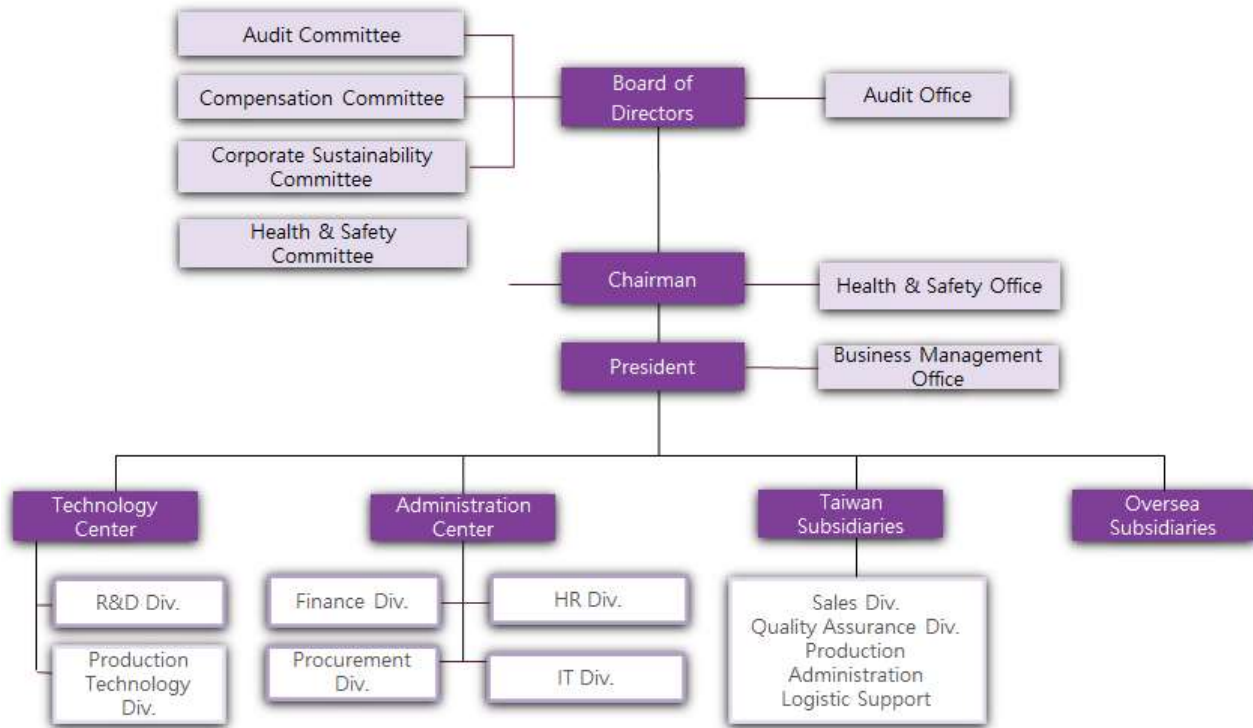 Audit Committee
Board of
Directors
Audit Office
Compensation Committee
Corporate Sustainability
Committee
Health & Safety
Committee
Chairman
Health & Safety Office
President
Business Management
Office
Technology
Center
Administration
Center
Taiwan
Subsidiaries
Oversea
Subsidiaries
R&D Div.
Production
Technology
Div.
Finance Div.
HR Div.
Procurement
Div.
IT Div.
Sales Div.
Quality Assurance Div.
Production
Administration
Logistic Support